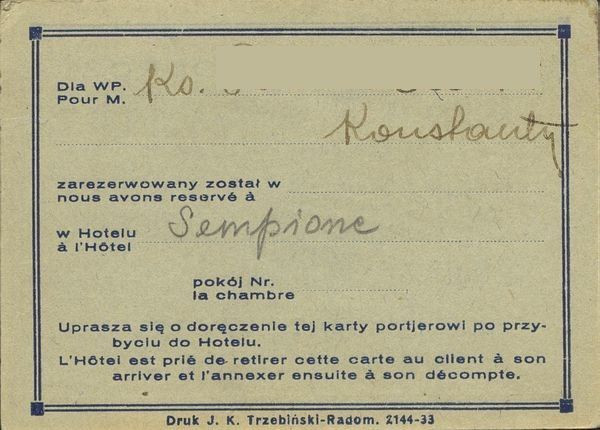 Dla WP. Ks.
Pour M.
Konstanty
zarezerwowany został w
nous avons reservé à
w Hotelu Sempione
à l'Hôtel
pokój Nr.
la chambre
Uprasza się o doręczenie tej karty portjerowi po przy-
byciu do Hotelu.
L'Hôtel est prié de retirer cette carte au client à son
arriver et l'annexer ensuite à son décompte.
Druk J. K. Trzebiński-Radom. 2144-33